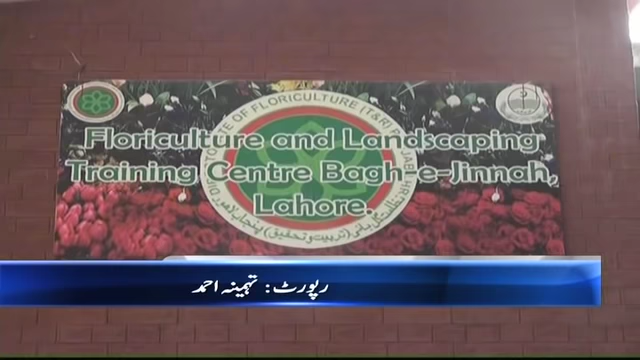 Floriculture and Landscaping
Training Centre Bagh-e-Jinnah,
Lahore.
رپورٹ: تہمینہ احمد